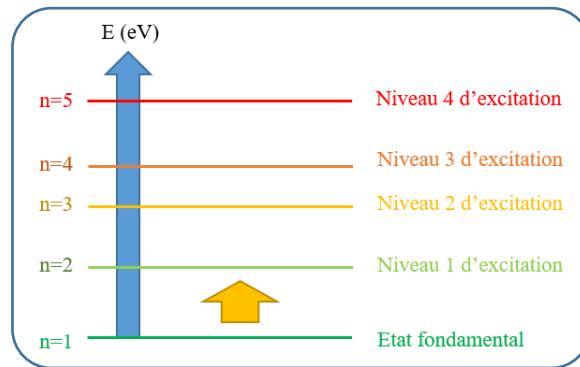 E (eV)
n=5 Niveau 4 d’excitation
n=4 Niveau 3 d’excitation
n=3 Niveau 2 d’excitation
n=2 Niveau 1 d’excitation
n=1 Etat fondamental